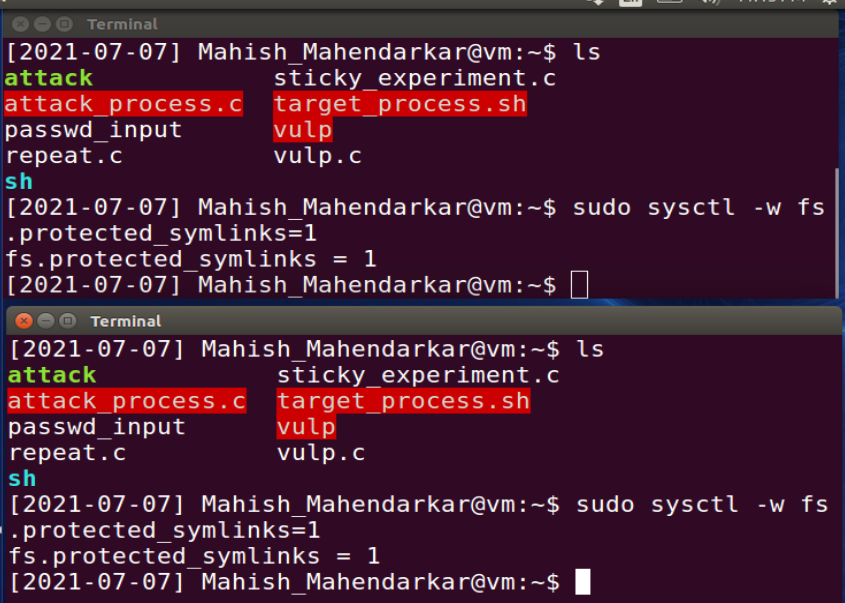 Terminal
[2021-07-07] Mahish_Mahendarkar@vm:~$ ls
attack sticky_experiment.c
attack_process.c target_process.sh
passwd_input vulp
repeat.c vulp.c
sh
[2021-07-07] Mahish_Mahendarkar@vm:~$ sudo sysctl -w fs
.protected_symlinks=1
fs.protected_symlinks = 1
[2021-07-07] Mahish_Mahendarkar@vm:~$
Terminal
[2021-07-07] Mahish_Mahendarkar@vm:~$ ls
attack sticky_experiment.c
attack_process.c target_process.sh
passwd_input vulp
repeat.c vulp.c
sh
[2021-07-07] Mahish_Mahendarkar@vm:~$ sudo sysctl -w fs
.protected_symlinks=1
fs.protected_symlinks = 1
[2021-07-07] Mahish_Mahendarkar@vm:~$